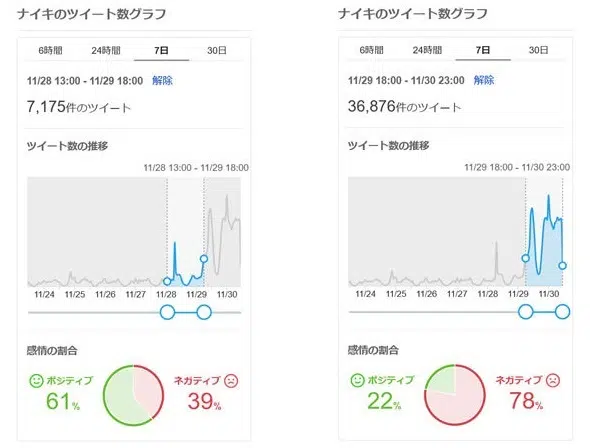 ナイキのツイート数グラフ
6時間 24時間 7日 30日
11/28 13:00 - 11/29 18:00 解除
7,175件のツイート
ツイート数の推移
11/28 13:00 - 11/29 18:00
11/24 11/25 11/26 11/27 11/28 11/29 11/30
感情の割合
ポジティブ ネガティブ
61% 39%
ナイキのツイート数グラフ
6時間 24時間 7日 30日
11/29 18:00 - 11/30 23:00 解除
36,876件のツイート
ツイート数の推移
11/29 18:00 - 11/30 23:00
11/24 11/25 11/26 11/27 11/28 11/29 11/30
感情の割合
ポジティブ ネガティブ
22% 78%